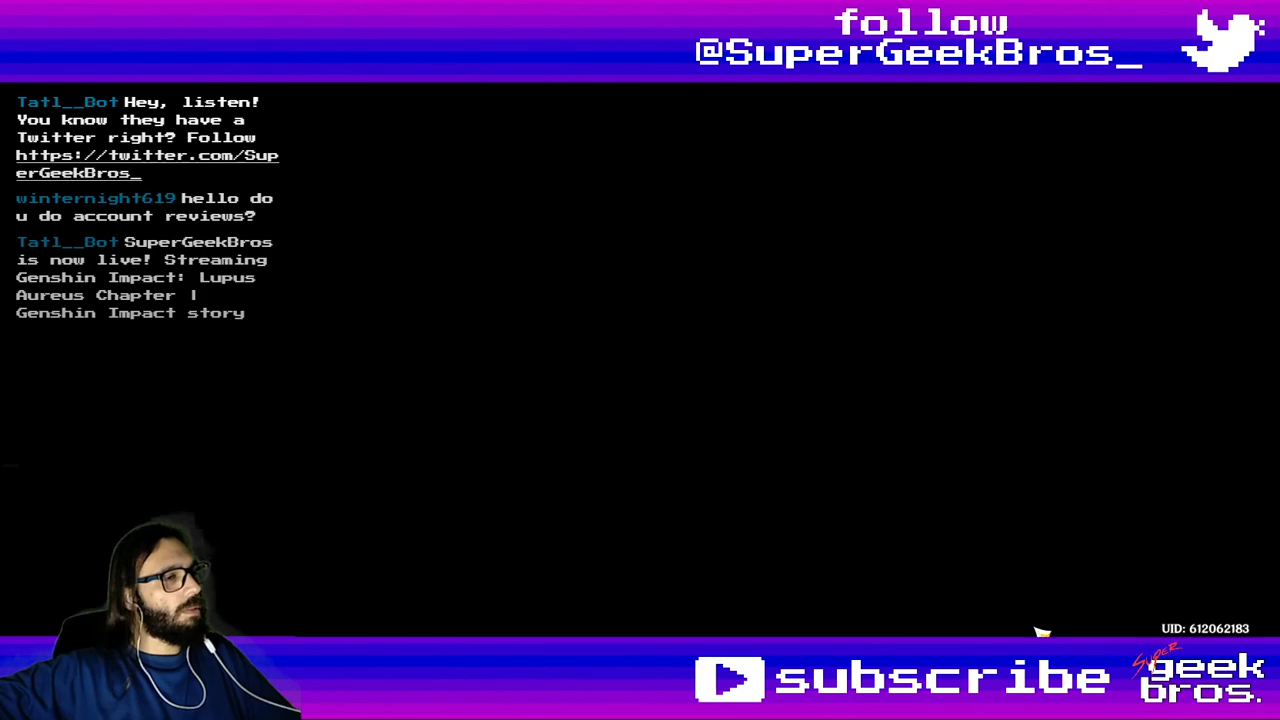 follow
@SuperGeekBros_
Tatl__Bot Hey, listen!
You know they have a
Twitter right? Follow
https://twitter.com/Sup
erGeekBros_
winternight619 hello do
u do account reviews?
Tatl__Bot SuperGeekBros
is now live! Streaming
Genshin Impact: Lupus
Aureus Chapter |
Genshin Impact story
UID: 612062183
subscribe
SUPER
geek
bros.